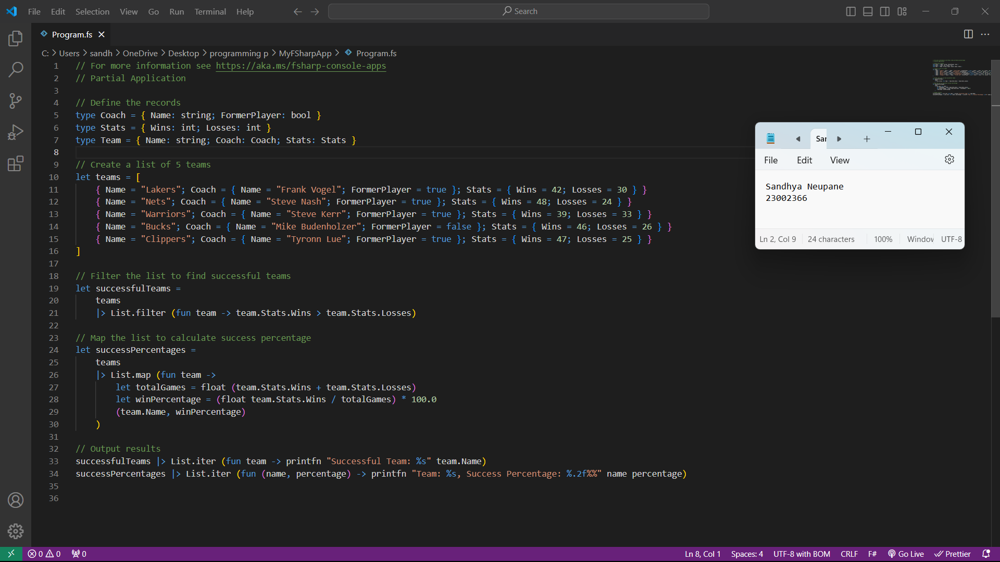 File Edit Selection View Go Run Terminal Help
Search
Program.fs
C: > Users > sandh > OneDrive > Desktop > programming p > MyFSharpApp > Program.fs
1 // For more information see https://aka.ms/fsharp-console-apps
2 // Partial Application
3
4 // Define the records
5 type Coach = { Name: string; FormerPlayer: bool }
6 type Stats = { Wins: int; Losses: int }
7 type Team = { Name: string; Coach: Coach; Stats: Stats }
8
9 // Create a list of 5 teams
10 let teams = [
11     { Name = "Lakers"; Coach = { Name = "Frank Vogel"; FormerPlayer = true }; Stats = { Wins = 42; Losses = 30 } }
12     { Name = "Nets"; Coach = { Name = "Steve Nash"; FormerPlayer = true }; Stats = { Wins = 48; Losses = 24 } }
13     { Name = "Warriors"; Coach = { Name = "Steve Kerr"; FormerPlayer = true }; Stats = { Wins = 39; Losses = 33 } }
14     { Name = "Bucks"; Coach = { Name = "Mike Budenholzer"; FormerPlayer = false }; Stats = { Wins = 46; Losses = 26 } }
15     { Name = "Clippers"; Coach = { Name = "Tyronn Lue"; FormerPlayer = true }; Stats = { Wins = 47; Losses = 25 } }
16 ]
17
18 // Filter the list to find successful teams
19 let successfulTeams =
20     teams
21     |> List.filter (fun team -> team.Stats.Wins > team.Stats.Losses)
22
23 // Map the list to calculate success percentage
24 let successPercentages =
25     teams
26     |> List.map (fun team ->
27         let totalGames = float (team.Stats.Wins + team.Stats.Losses)
28         let winPercentage = (float team.Stats.Wins / totalGames) * 100.0
29         (team.Name, winPercentage)
30     )
31
32 // Output results
33 successfulTeams |> List.iter (fun team -> printfn "Successful Team: %s" team.Name)
34 successPercentages |> List.iter (fun (name, percentage) -> printfn "Team: %s, Success Percentage: %.2f%%" name percentage)
35
36
Sar
File Edit View
Sandhya Neupane
23002366
Ln 2, Col 9 24 characters 100% Window UTF-8
0 0 0 Ln 8, Col 1 Spaces: 4 UTF-8 with BOM CRLF F# Go Live Prettier